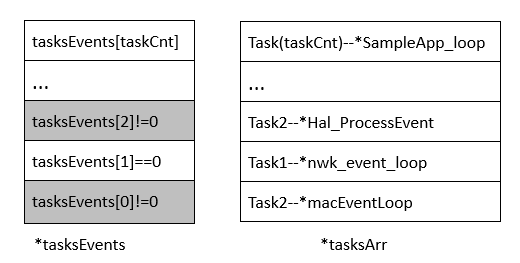 tasksEvents[taskCnt]
...
tasksEvents[2]!=0
tasksEvents[1]==0
tasksEvents[0]!=0
*tasksEvents
Task(taskCnt)--*SampleApp_loop
...
Task2--*Hal_ProcessEvent
Task1--*nwk_event_loop
Task2--*macEventLoop
*tasksArr